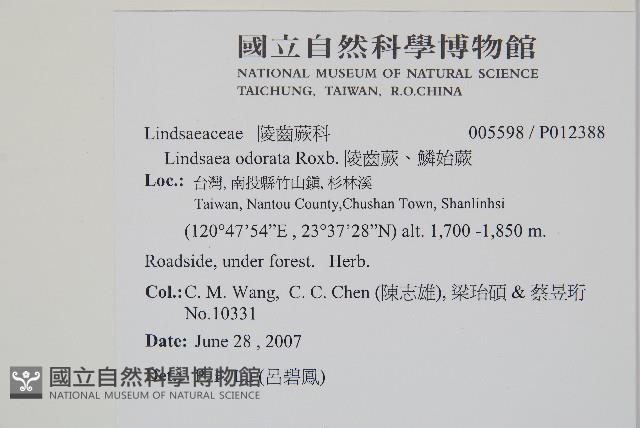 國立自然科學博物館
NATIONAL MUSEUM OF NATURAL SCIENCE
TAICHUNG, TAIWAN, R.O.CHINA
Lindsaeaceae 陵齒蕨科 005598 / P012388
Lindsaea odorata Roxb. 陵齒蕨、鱗始蕨
Loc.: 台灣, 南投縣竹山鎮, 杉林溪
Taiwan, Nantou County,Chushan Town, Shanlinhsi
(120°47’54”E , 23°37’28”N) alt. 1,700 -1,850 m.
Roadside, under forest. Herb.
Col.: C. M. Wang, C. C. Chen (陳志雄), 梁珆碩 & 蔡昱珩
No.10331
Date: June 28 , 2007
(呂碧鳳)
國立自然科學博物館
NATIONAL MUSEUM OF NATURAL SCIENCE